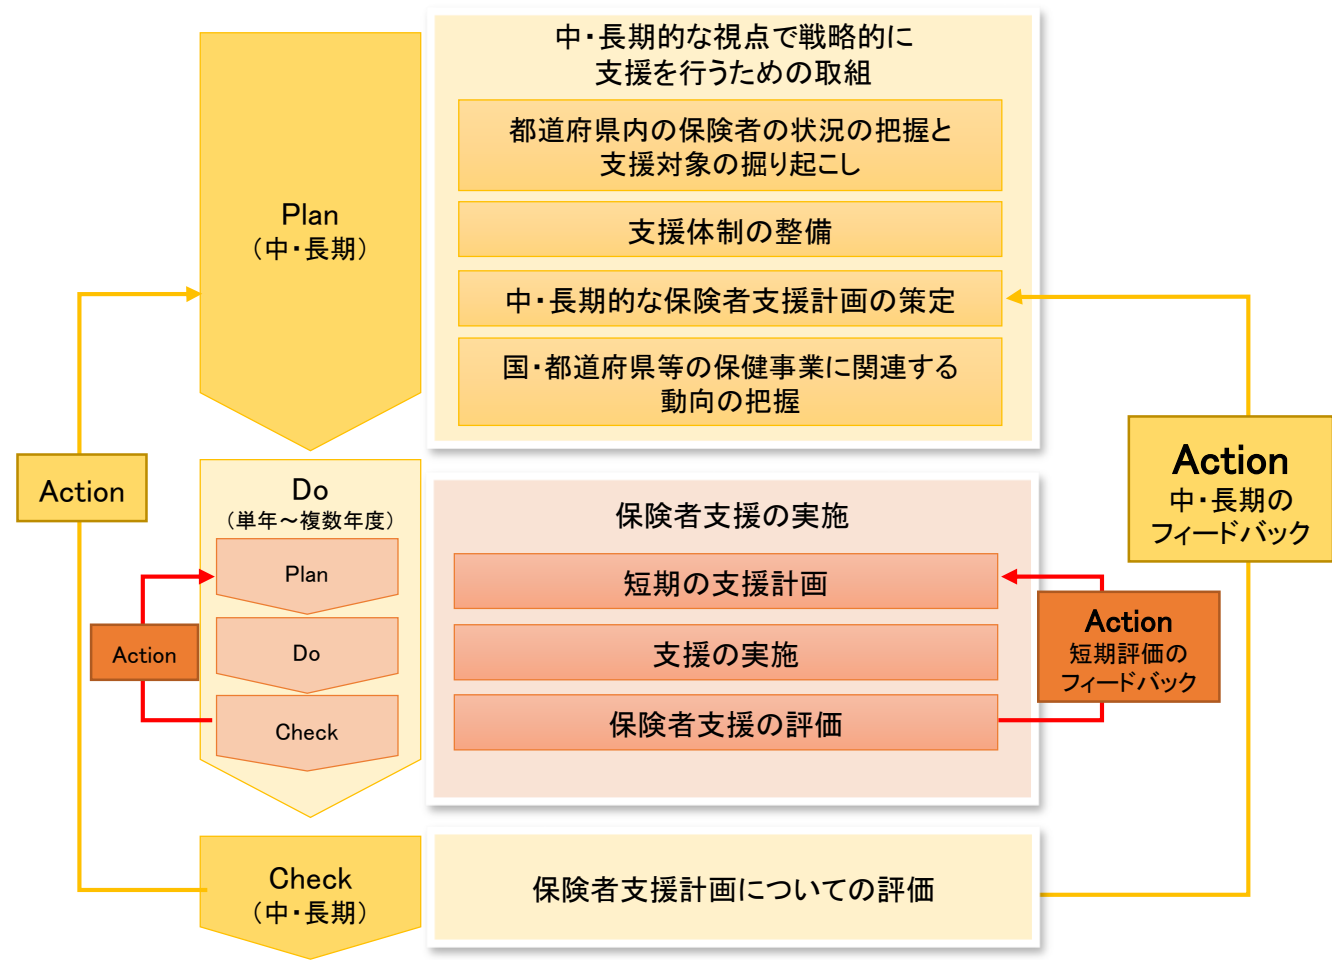 中・長期的な視点で戦略的に
支援を行うための取組
Plan
（中・長期）
都道府県内の保険者の状況の把握と
支援対象の掘り起こし
支援体制の整備
中・長期的な保険者支援計画の策定
国・都道府県等の保健事業に関連する
動向の把握
Action
Action
中・長期の
フィードバック
Do
（単年～複数年度）
保険者支援の実施
Plan
短期の支援計画
Action
Do
支援の実施
Action
短期評価の
フィードバック
Check
保険者支援の評価
Check
（中・長期）
保険者支援計画についての評価